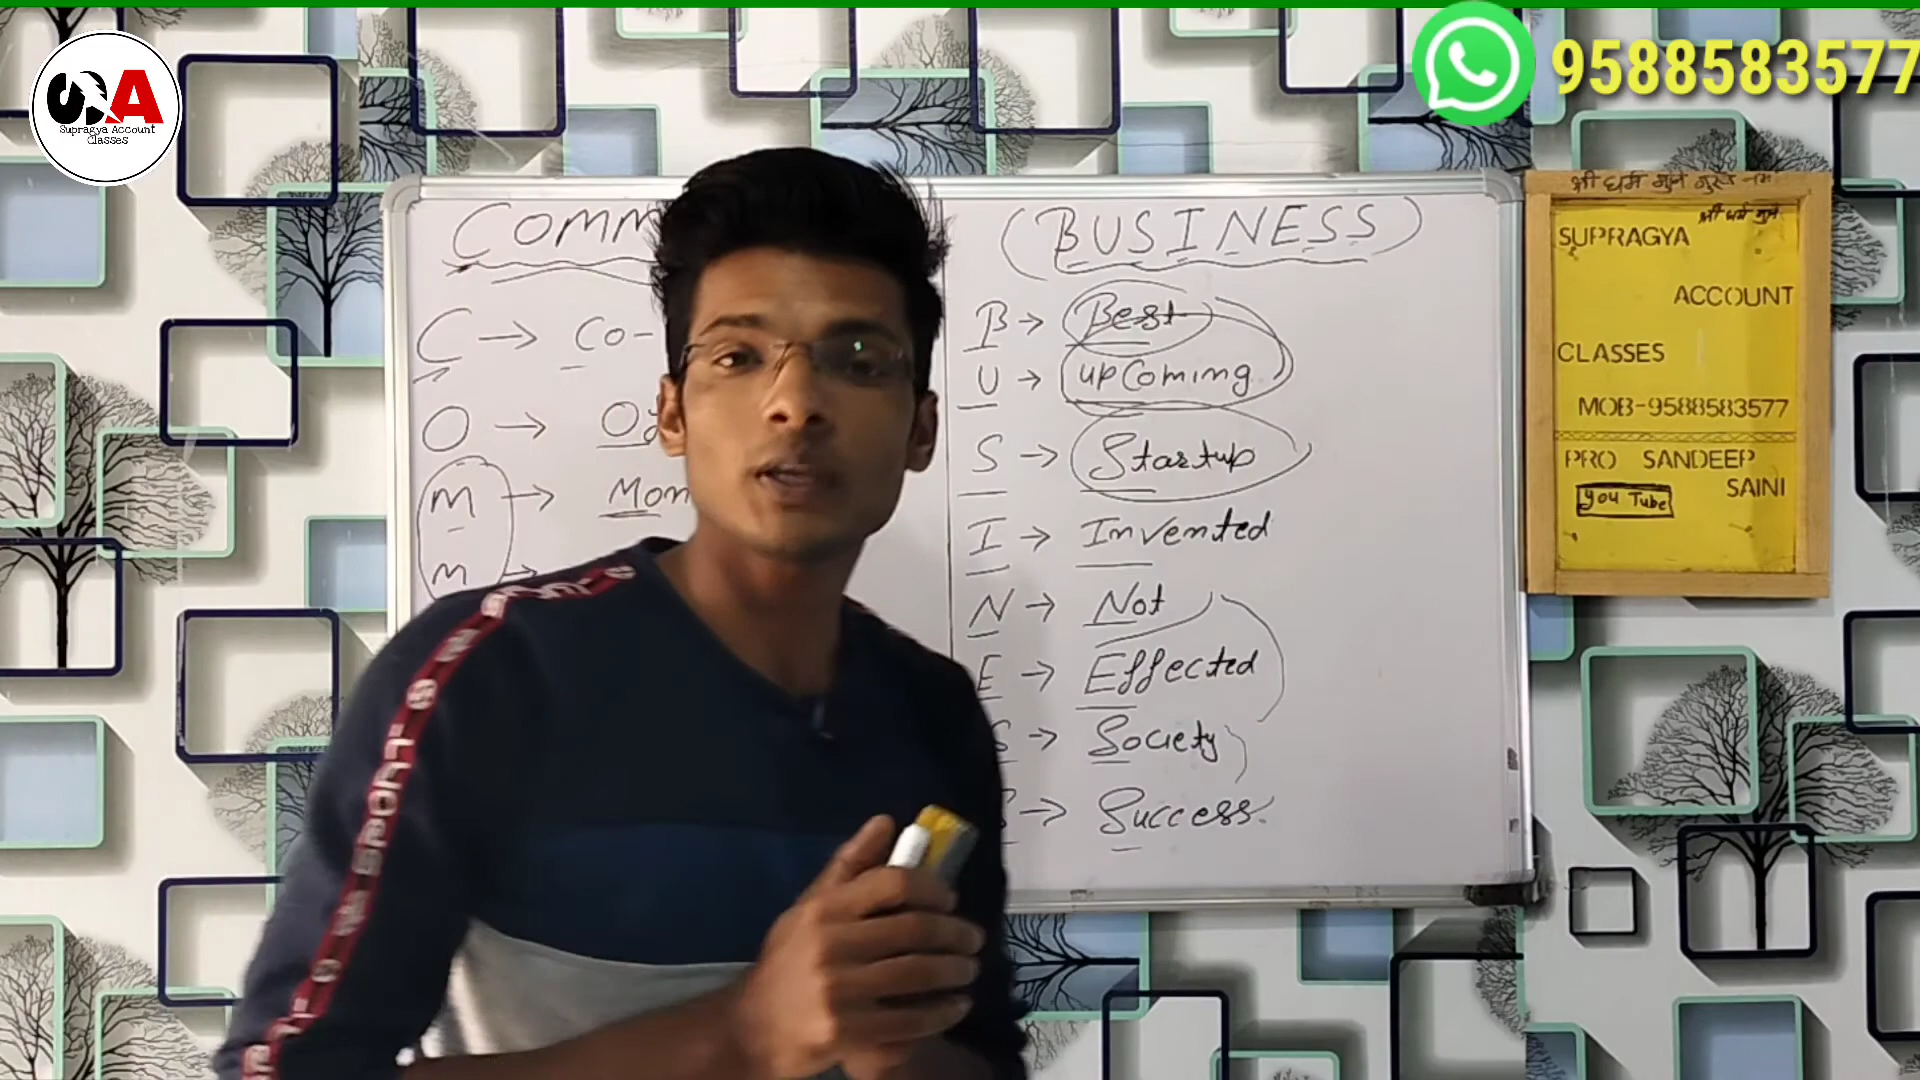 Supragya Account
Classes
9588583577
COMM
C → Co-
O →
M → Mon
M →
(BUSINESS)
B → Best
U → upComing
S → Startup
I → Invented
N → Not
E → Effected
S → Society
S → Success.
SUPRAGYA
ACCOUNT
CLASSES
MOB-9588583577
PRO SANDEEP
SAINI
you Tube